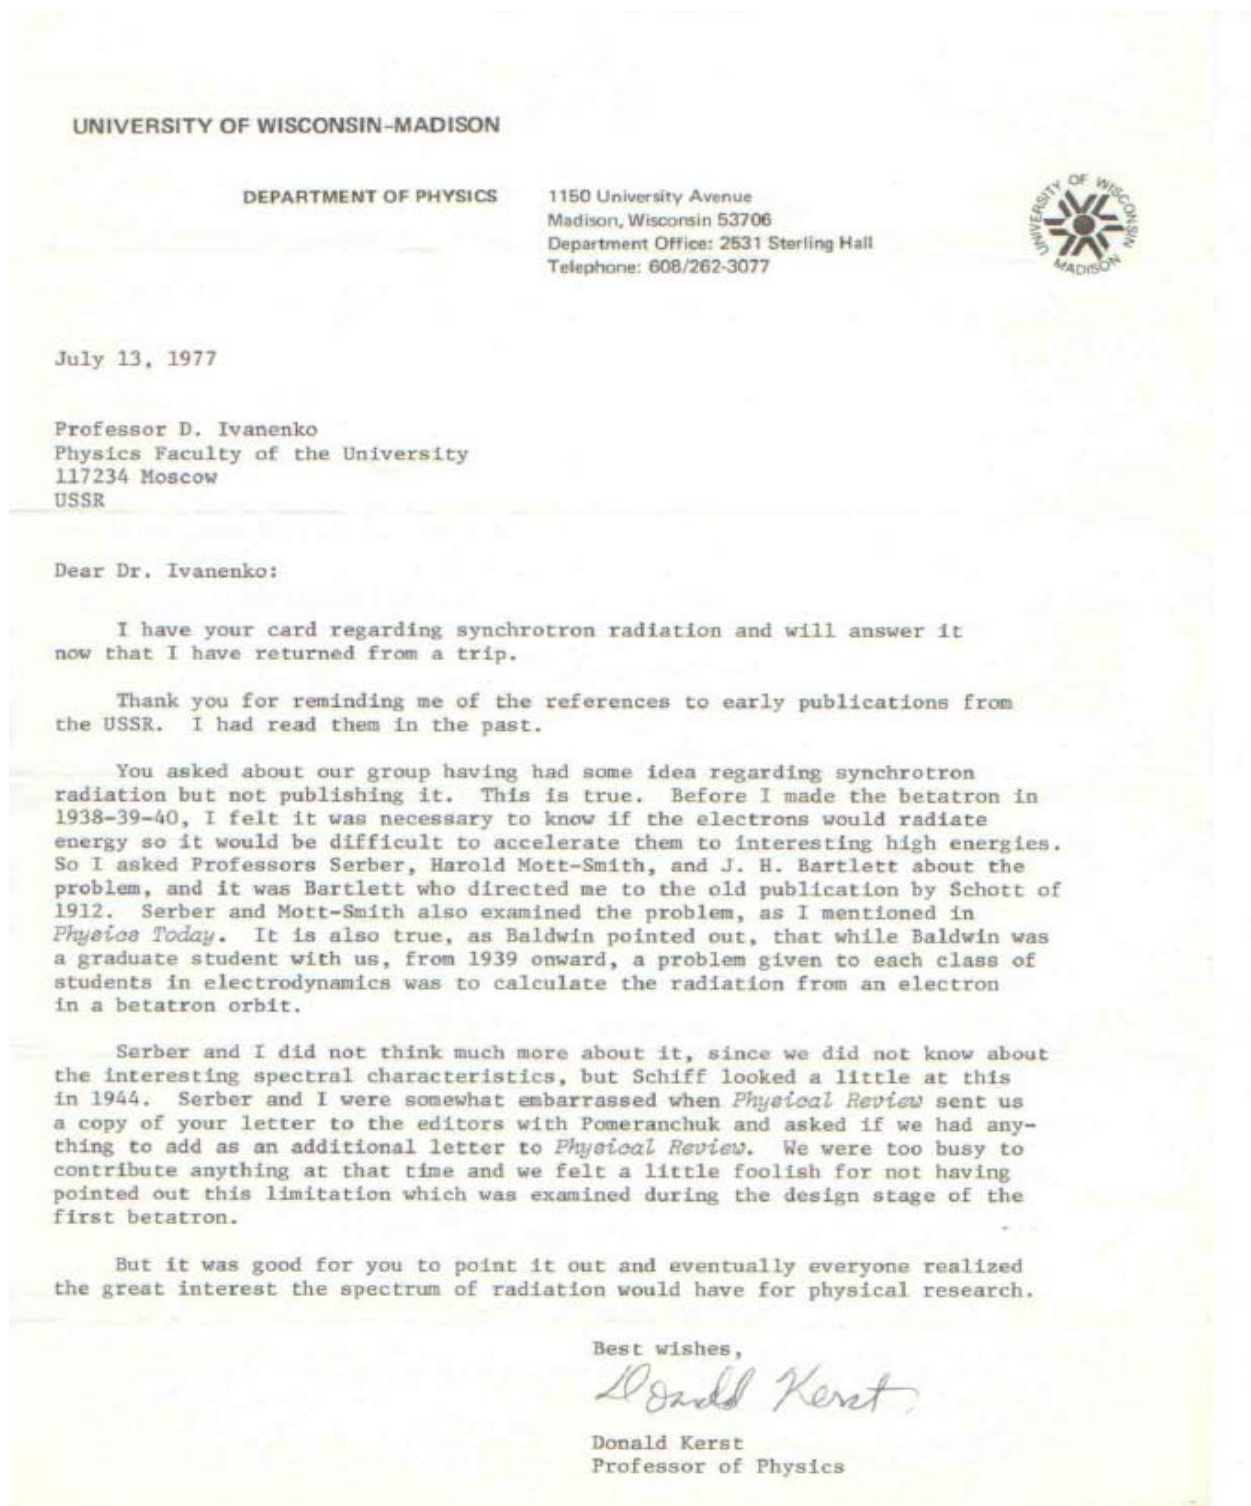 UNIVERSITY OF WISCONSIN-MADISON
DEPARTMENT OF PHYSICS
1150 University Avenue
Madison, Wisconsin 53706
Department Office: 2531 Sterling Hall
Telephone: 608/262-3077
UNIVERSITY OF WISCONSIN
MADISON
July 13, 1977
Professor D. Ivanenko
Physics Faculty of the University
117234 Moscow
USSR
Dear Dr. Ivanenko:
I have your card regarding synchrotron radiation and will answer it
now that I have returned from a trip.
Thank you for reminding me of the references to early publications from
the USSR. I had read them in the past.
You asked about our group having had some idea regarding synchrotron
radiation but not publishing it. This is true. Before I made the betatron in
1938-39-40, I felt it was necessary to know if the electrons would radiate
energy so it would be difficult to accelerate them to interesting high energies.
So I asked Professors Serber, Harold Mott-Smith, and J. H. Bartlett about the
problem, and it was Bartlett who directed me to the old publication by Schott of
1912. Serber and Mott-Smith also examined the problem, as I mentioned in
Physics Today. It is also true, as Baldwin pointed out, that while Baldwin was
a graduate student with us, from 1939 onward, a problem given to each class of
students in electrodynamics was to calculate the radiation from an electron
in a betatron orbit.
Serber and I did not think much more about it, since we did not know about
the interesting spectral characteristics, but Schiff looked a little at this
in 1944. Serber and I were somewhat embarrassed when Physical Review sent us
a copy of your letter to the editors with Pomeranchuk and asked if we had any-
thing to add as an additional letter to Physical Review. We were too busy to
contribute anything at that time and we felt a little foolish for not having
pointed out this limitation which was examined during the design stage of the
first betatron.
But it was good for you to point it out and eventually everyone realized
the great interest the spectrum of radiation would have for physical research.
Best wishes,
Donald Kerst
Donald Kerst
Professor of Physics